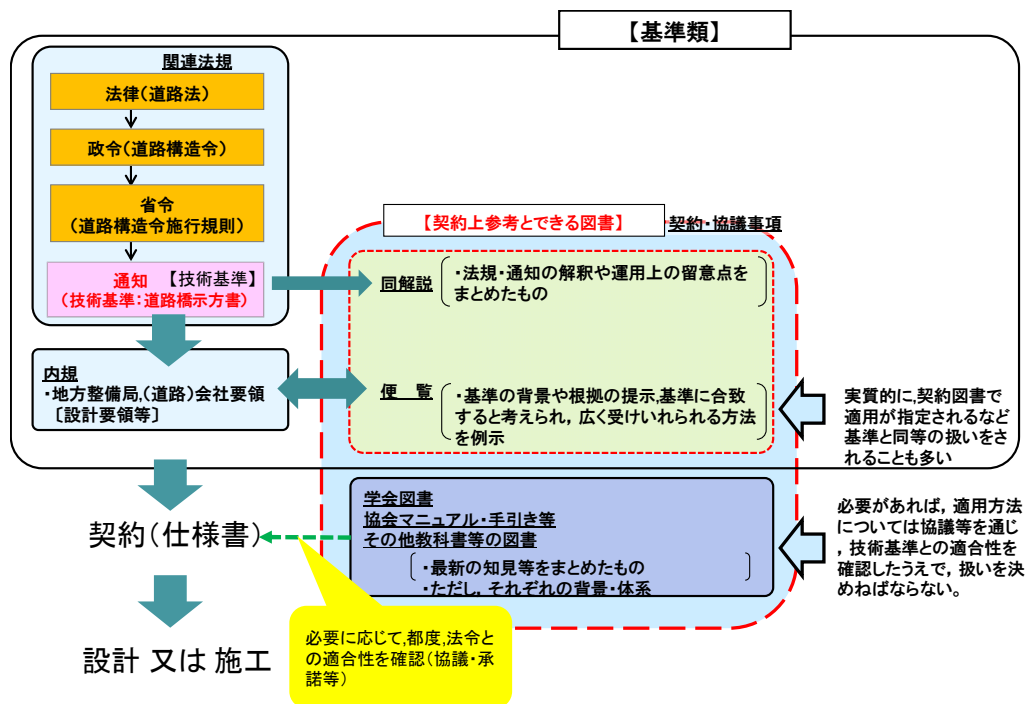 【基準類】
関連法規
法律(道路法)
政令(道路構造令)
省令
(道路構造令施行規則)
通知 【技術基準】
(技術基準:道路橋示方書)
内規
・地方整備局,(道路)会社要領
〔設計要領等〕
契約(仕様書)
設計 又は 施工
【契約上参考とできる図書】
契約・協議事項
同解説
・法規・通知の解釈や運用上の留意点を
まとめたもの
便 覧
・基準の背景や根拠の提示,基準に合致
すると考えられ,広く受けいれられる方法
を例示
実質的に,契約図書で
適用が指定されるなど
基準と同等の扱いをさ
れることも多い
学会図書
協会マニュアル・手引き等
その他教科書等の図書
・最新の知見等をまとめたもの
・ただし,それぞれの背景・体系
必要があれば,適用方法
については協議等を通じ
,技術基準との適合性を
確認したうえで,扱いを決
めねばならない。
必要に応じて,都度,法令と
の適合性を確認(協議・承
諾等)